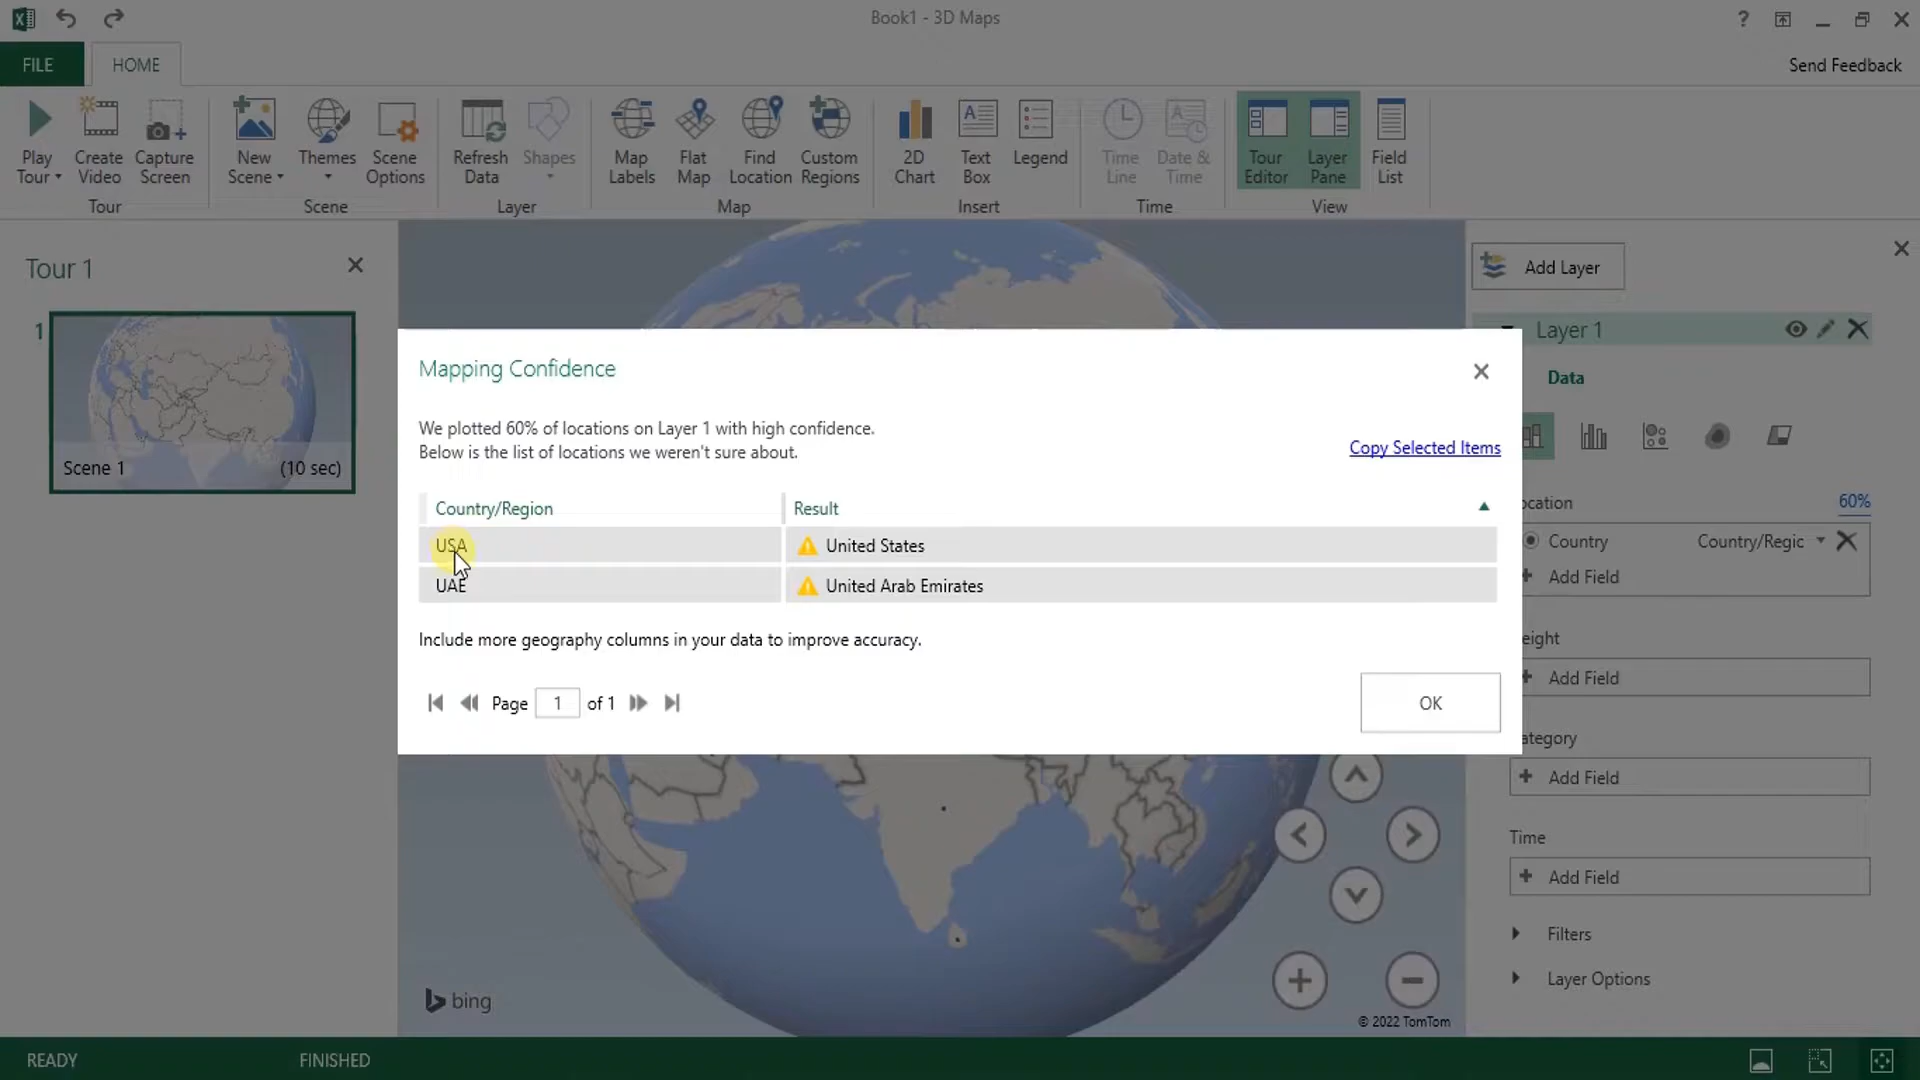 Book1 - 3D Maps
?
FILE
HOME
Send Feedback
Play Tour
Create Video
Capture Screen
New Scene
Themes
Scene Options
Refresh Data
Shapes
Map Labels
Flat Map
Find Location
Custom Regions
2D Chart
Text Box
Legend
Time Line
Date & Time
Tour Editor
Layer Pane
Field List
Tour
Scene
Layer
Map
Insert
Time
View
Tour 1
1
Scene 1
(10 sec)
Add Layer
Layer 1
Data
Mapping Confidence
We plotted 60% of locations on Layer 1 with high confidence.
Below is the list of locations we weren't sure about.
Copy Selected Items
Country/Region
Result
USA
United States
UAE
United Arab Emirates
Include more geography columns in your data to improve accuracy.
Page 1 of 1
OK
ocation
60%
Country
Country/Regic
Add Field
eight
Add Field
ategory
Add Field
Time
Add Field
Filters
Layer Options
bing
© 2022 TomTom
READY
FINISHED